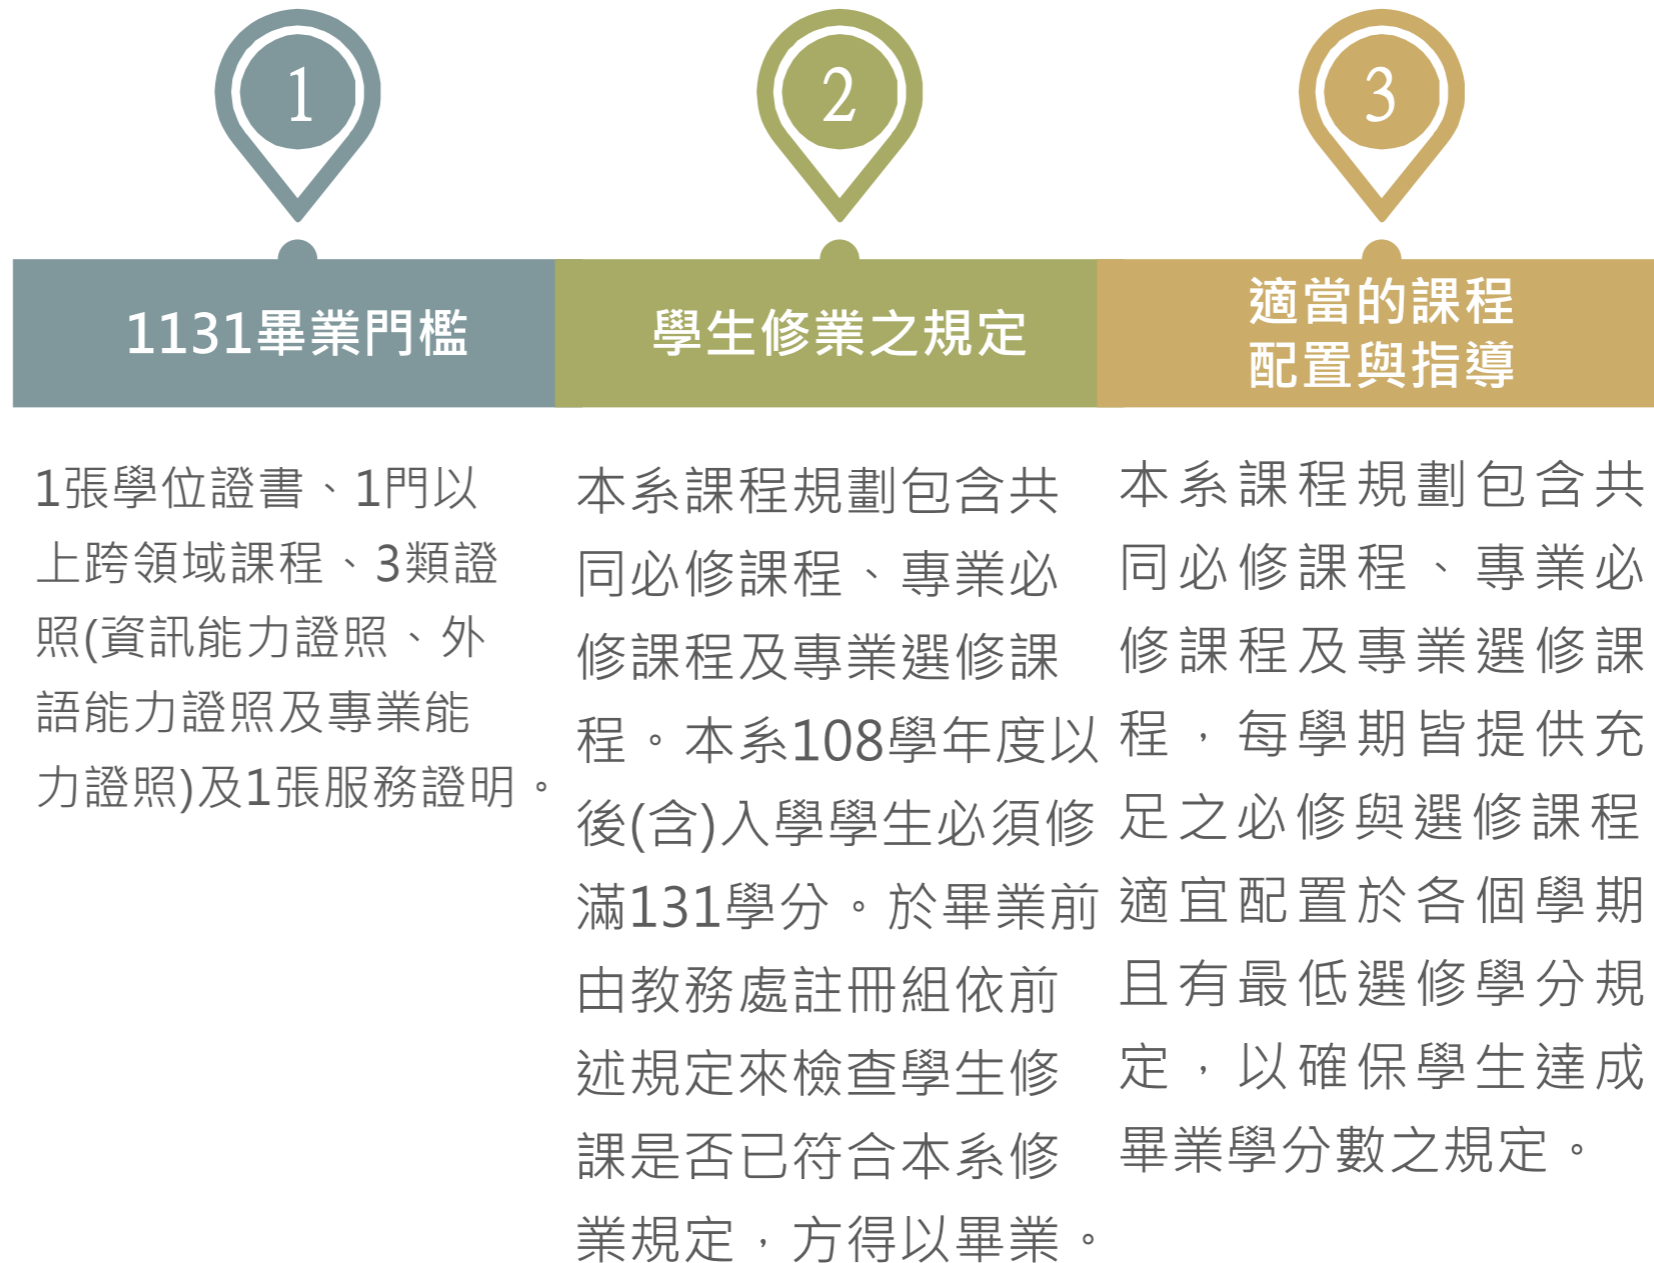 1
1131畢業門檻
1張學位證書、1門以
上跨領域課程、3類證
照(資訊能力證照、外
語能力證照及專業能
力證照)及1張服務證明。
2
學生修業之規定
本系課程規劃包含共
同必修課程、專業必
修課程及專業選修課
程。本系108學年度以
後(含)入學學生必須修
滿131學分。於畢業前
由教務處註冊組依前
述規定來檢查學生修
課是否已符合本系修
業規定，方得以畢業。
3
適當的課程
配置與指導
本系課程規劃包含共
同必修課程、專業必
修課程及專業選修課
程，每學期皆提供充
足之必修與選修課程
適宜配置於各個學期
且有最低選修學分規
定，以確保學生達成
畢業學分數之規定。